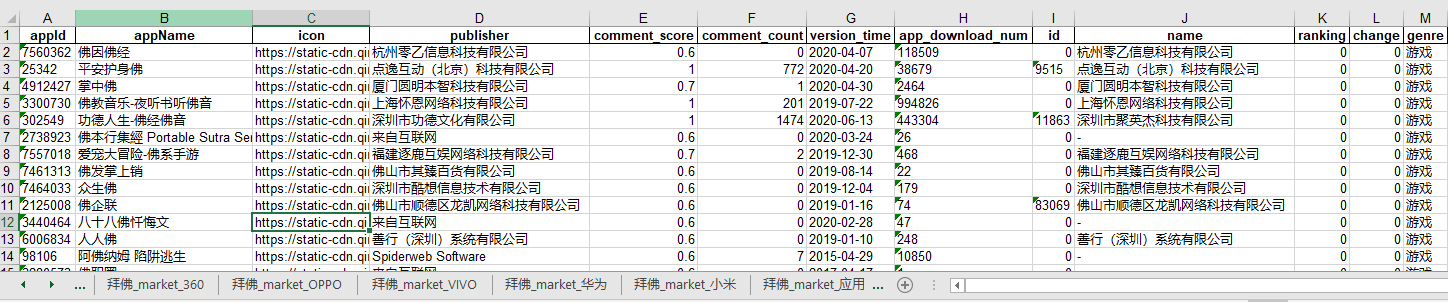 A B C D E F G H I J K L M
1 appId appName icon publisher comment_score comment_count version_time app_download_num id name ranking change genre
2 7560362 佛因佛经 https://static-cdn.qi 杭州零乙信息科技有限公司 0.6 0 2020-04-07 118509 0 杭州零乙信息科技有限公司 0 0 游戏
3 25342 平安护身佛 https://static-cdn.qi 点逸互动（北京）科技有限公司 1 772 2020-04-20 38679 9515 点逸互动（北京）科技有限公司 0 0 游戏
4 4912427 掌中佛 https://static-cdn.qi 厦门圆明本智科技有限公司 0.7 1 2020-04-30 2464 0 厦门圆明本智科技有限公司 0 0 游戏
5 3300730 佛教音乐-夜听书听佛音 https://static-cdn.qi 上海怀恩网络科技有限公司 1 201 2019-07-22 994826 0 上海怀恩网络科技有限公司 0 0 游戏
6 302549 功德人生-佛经佛音 https://static-cdn.qi 深圳市功德文化有限公司 1 1474 2020-06-13 443304 11863 深圳市聚英杰科技有限公司 0 0 游戏
7 2738923 佛本行集經 Portable Sutra Se 来自互联网 0.6 0 2020-03-24 26 0 - 0 0 游戏
8 7557018 爱宠大冒险-佛系手游 https://static-cdn.qi 福建逐鹿互娱网络科技有限公司 0.7 2 2019-12-30 468 0 福建逐鹿互娱网络科技有限公司 0 0 游戏
9 7461313 佛发掌上销 https://static-cdn.qi 佛山市其臻百货有限公司 0.6 0 2019-08-14 22 0 佛山市其臻百货有限公司 0 0 游戏
10 7464033 众生佛 https://static-cdn.qi 深圳市酷想信息技术有限公司 0.6 0 2019-12-04 179 0 深圳市酷想信息技术有限公司 0 0 游戏
11 2125008 佛企联 https://static-cdn.qi 佛山市顺德区龙凯网络科技有限公司 0.6 0 2019-01-16 74 83069 佛山市顺德区龙凯网络科技有限公司 0 0 游戏
12 3440464 八十八佛忏悔文 https://static-cdn.qi 来自互联网 0.6 0 2020-02-28 47 0 - 0 0 游戏
13 6006834 人人佛 https://static-cdn.qi 善行（深圳）系统有限公司 0.6 0 2019-01-10 248 0 善行（深圳）系统有限公司 0 0 游戏
14 98106 阿佛纳姆 陷阱逃生 https://static-cdn.qi Spiderweb Software 0.6 7 2015-04-29 10850 0 - 0 0 游戏
... 拜佛_market_360 拜佛_market_OPPO 拜佛_market_VIVO 拜佛_market_华为 拜佛_market_小米 拜佛_market_应用 ...